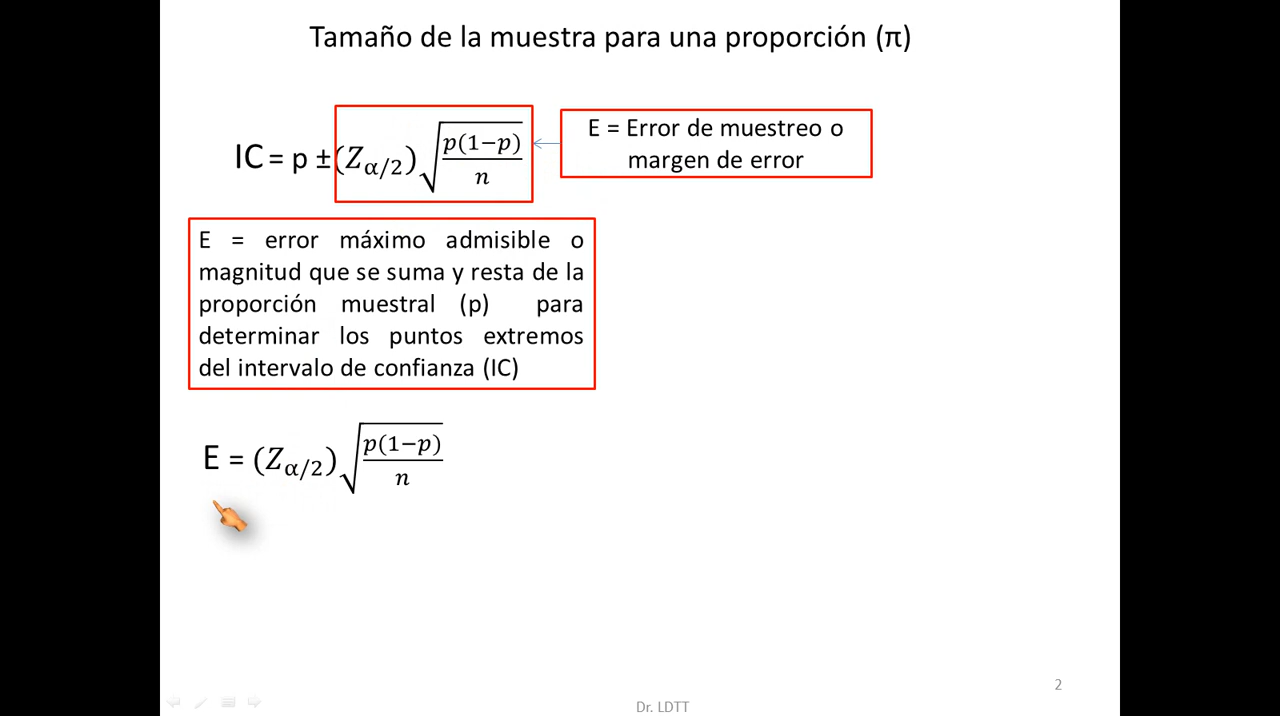 Tamaño de la muestra para una proporción (π)
IC = p ± (Z_{α/2}) √(p(1−p)/n)
E = Error de muestreo o
margen de error
E = error máximo admisible o
magnitud que se suma y resta de la
proporción muestral (p) para
determinar los puntos extremos
del intervalo de confianza (IC)
E = (Z_{α/2}) √(p(1−p)/n)
2
Dr. LDTT